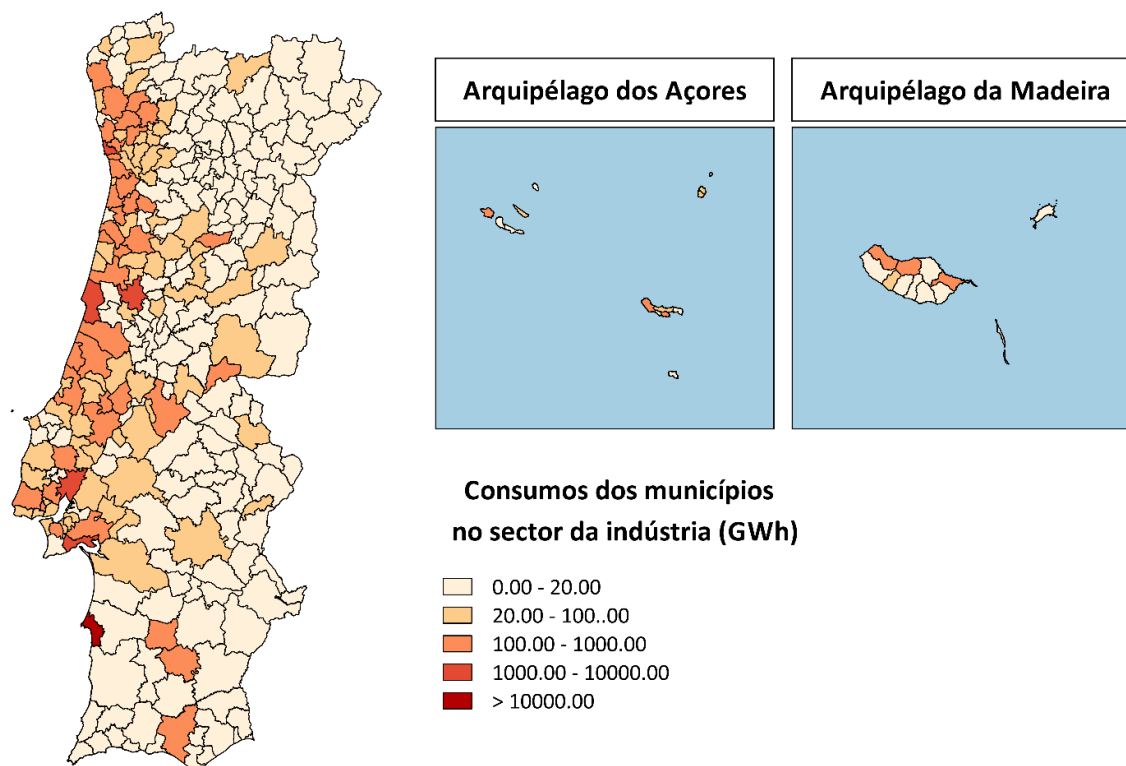 Arquipélago dos Açores
Arquipélago da Madeira
Consumos dos municípios
no sector da indústria (GWh)
0.00 - 20.00
20.00 - 100..00
100.00 - 1000.00
1000.00 - 10000.00
> 10000.00